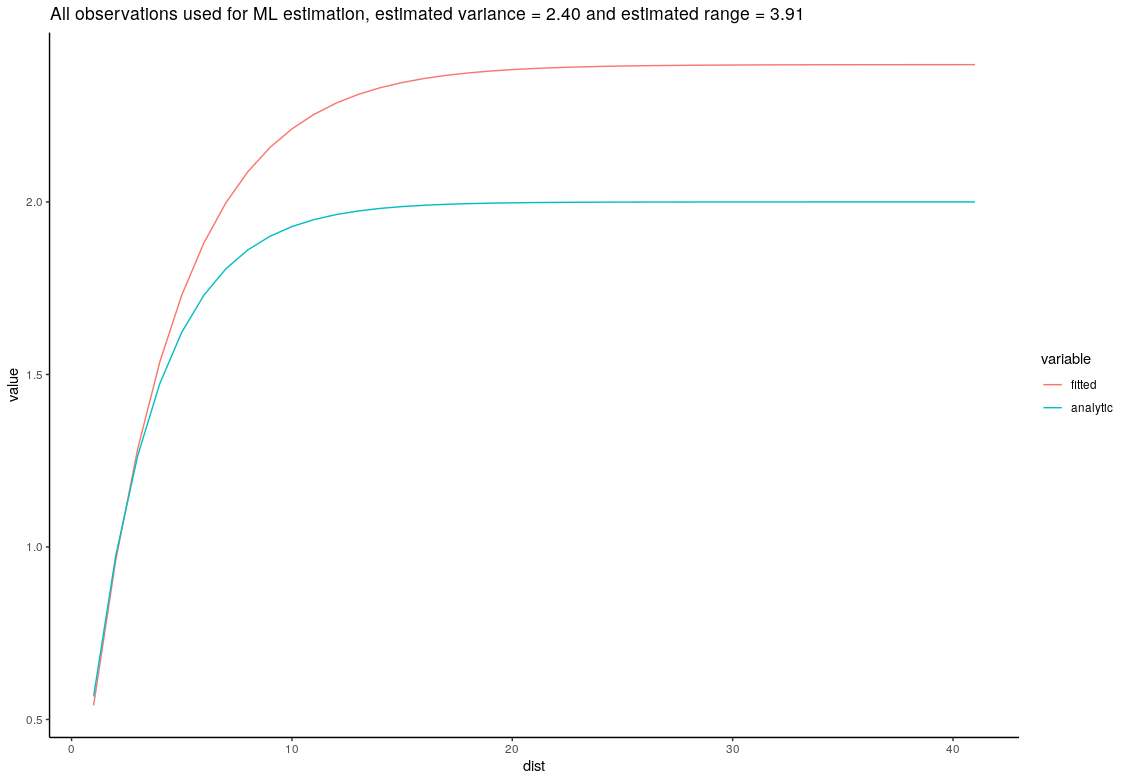 All observations used for ML estimation, estimated variance = 2.40 and estimated range = 3.91
value
2.0
1.5
1.0
0.5
0
10
20
30
40
dist
variable
fitted
analytic